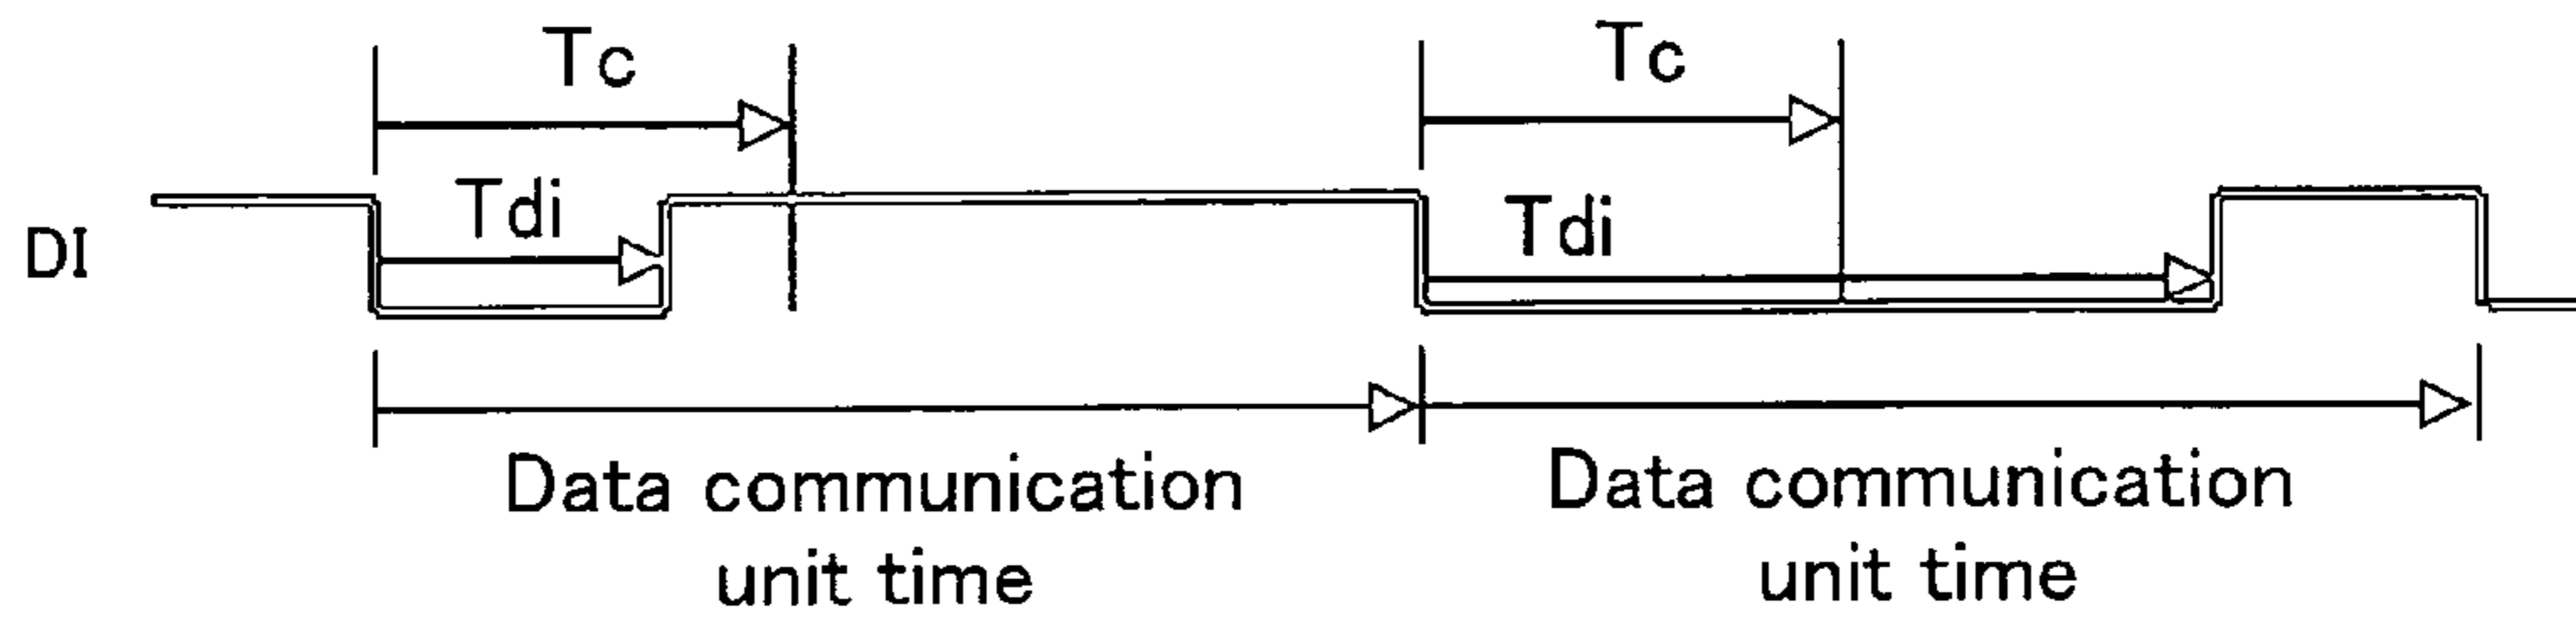 Tc Tc
Tdi Tdi
DI
Data communication Data communication
unit time unit time